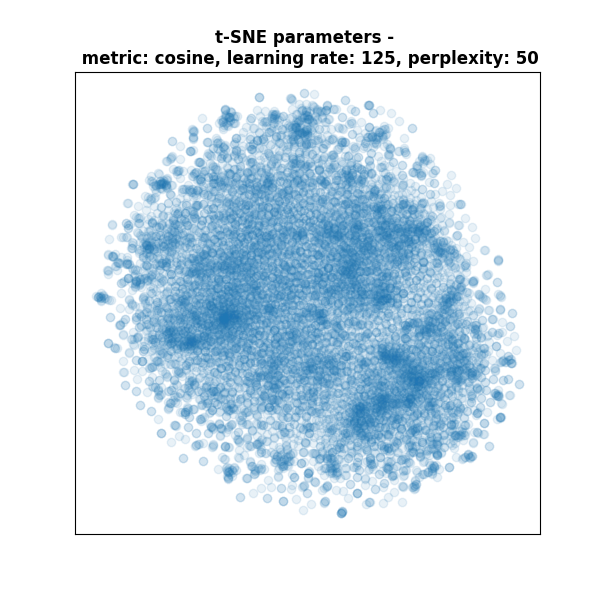 t-SNE parameters -
metric: cosine, learning rate: 125, perplexity: 50